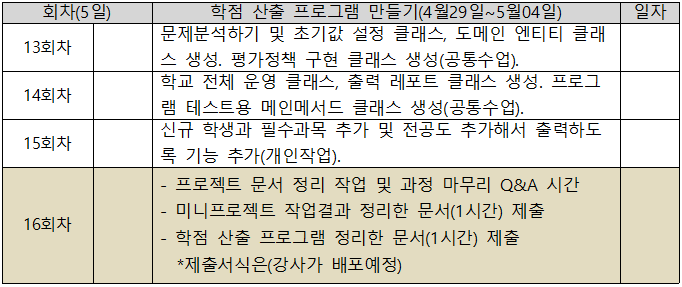 회차(5일) 학점 산출 프로그램 만들기(4월29일~5월04일) 일자
13회차
문제분석하기 및 초기값 설정 클래스, 도메인 엔티티 클래
스 생성. 평가정책 구현 클래스 생성(공통수업).
14회차
학교 전체 운영 클래스, 출력 레포트 클래스 생성. 프로그
램 테스트용 메인메서드 클래스 생성(공통수업).
15회차
신규 학생과 필수과목 추가 및 전공도 추가해서 출력하도
록 기능 추가(개인작업).
16회차
- 프로젝트 문서 정리 작업 및 과정 마무리 Q&A 시간
- 미니프로젝트 작업결과 정리한 문서(1시간) 제출
- 학점 산출 프로그램 정리한 문서(1시간) 제출
*제출서식은(강사가 배포예정)